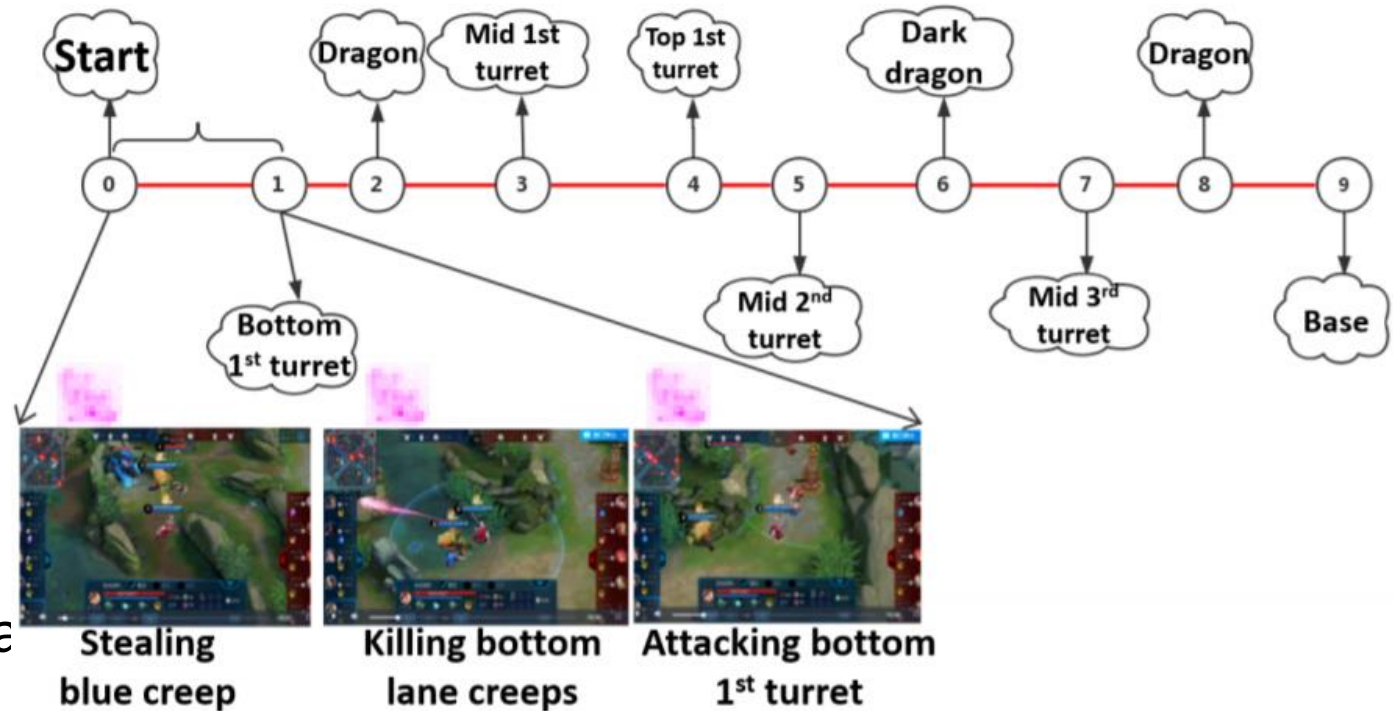 Start
Dragon
Mid 1st
turret
Top 1st
turret
Dark
dragon
Dragon
0
1
2
3
4
5
6
7
8
9
Bottom
1st turret
Mid 2nd
turret
Mid 3rd
turret
Base
Stealing
blue creep
Killing bottom
lane creeps
Attacking bottom
1st turret